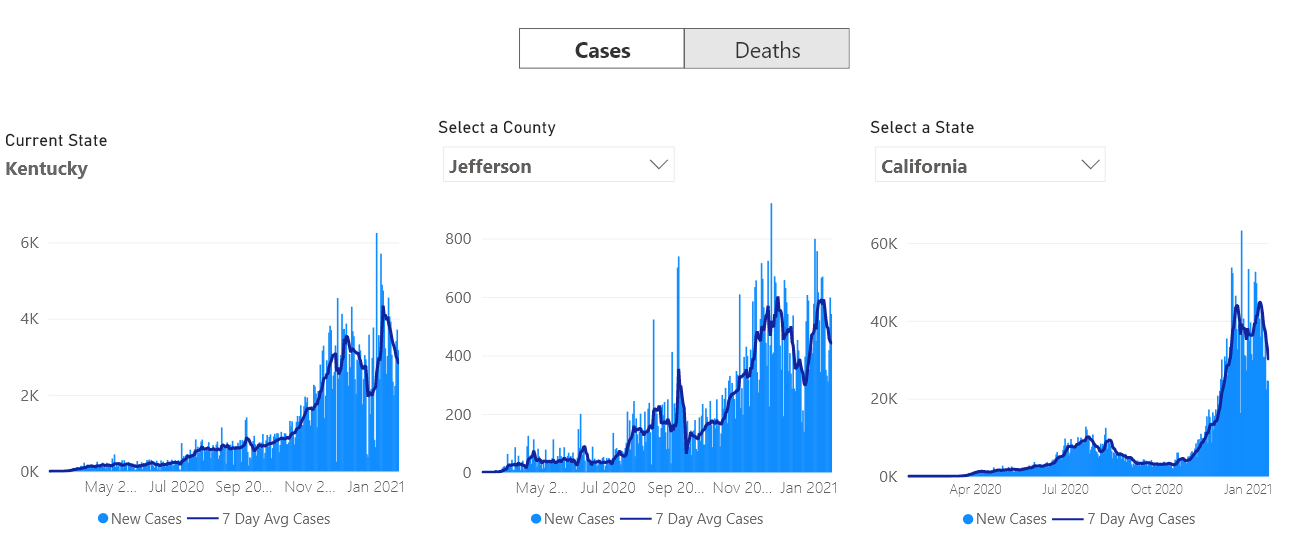 Cases Deaths
Current State
Kentucky
6K
4K
2K
0K
May 2... Jul 2020 Sep 20... Nov 2... Jan 2021
New Cases 7 Day Avg Cases
Select a County
Jefferson
800
600
400
200
0
May 2... Jul 2020 Sep 20... Nov 20... Jan 2021
New Cases 7 Day Avg Cases
Select a State
California
60K
40K
20K
0K
Apr 2020 Jul 2020 Oct 2020 Jan 2021
New Cases 7 Day Avg Cases